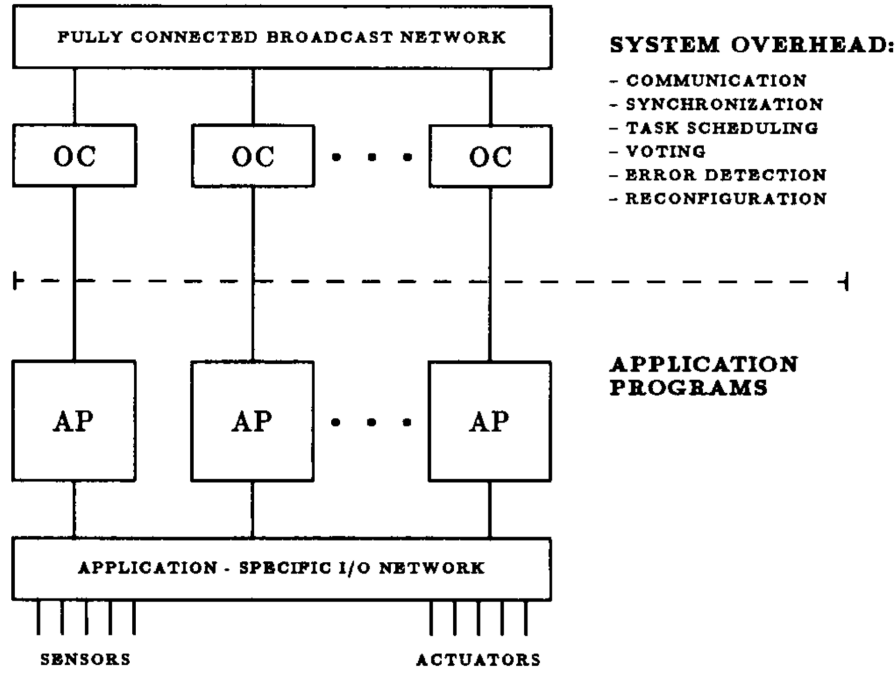 FULLY CONNECTED BROADCAST NETWORK
SYSTEM OVERHEAD:
- COMMUNICATION
- SYNCHRONIZATION
- TASK SCHEDULING
- VOTING
- ERROR DETECTION
- RECONFIGURATION
OC OC OC
APPLICATION
PROGRAMS
AP AP AP
APPLICATION - SPECIFIC I/O NETWORK
SENSORS ACTUATORS